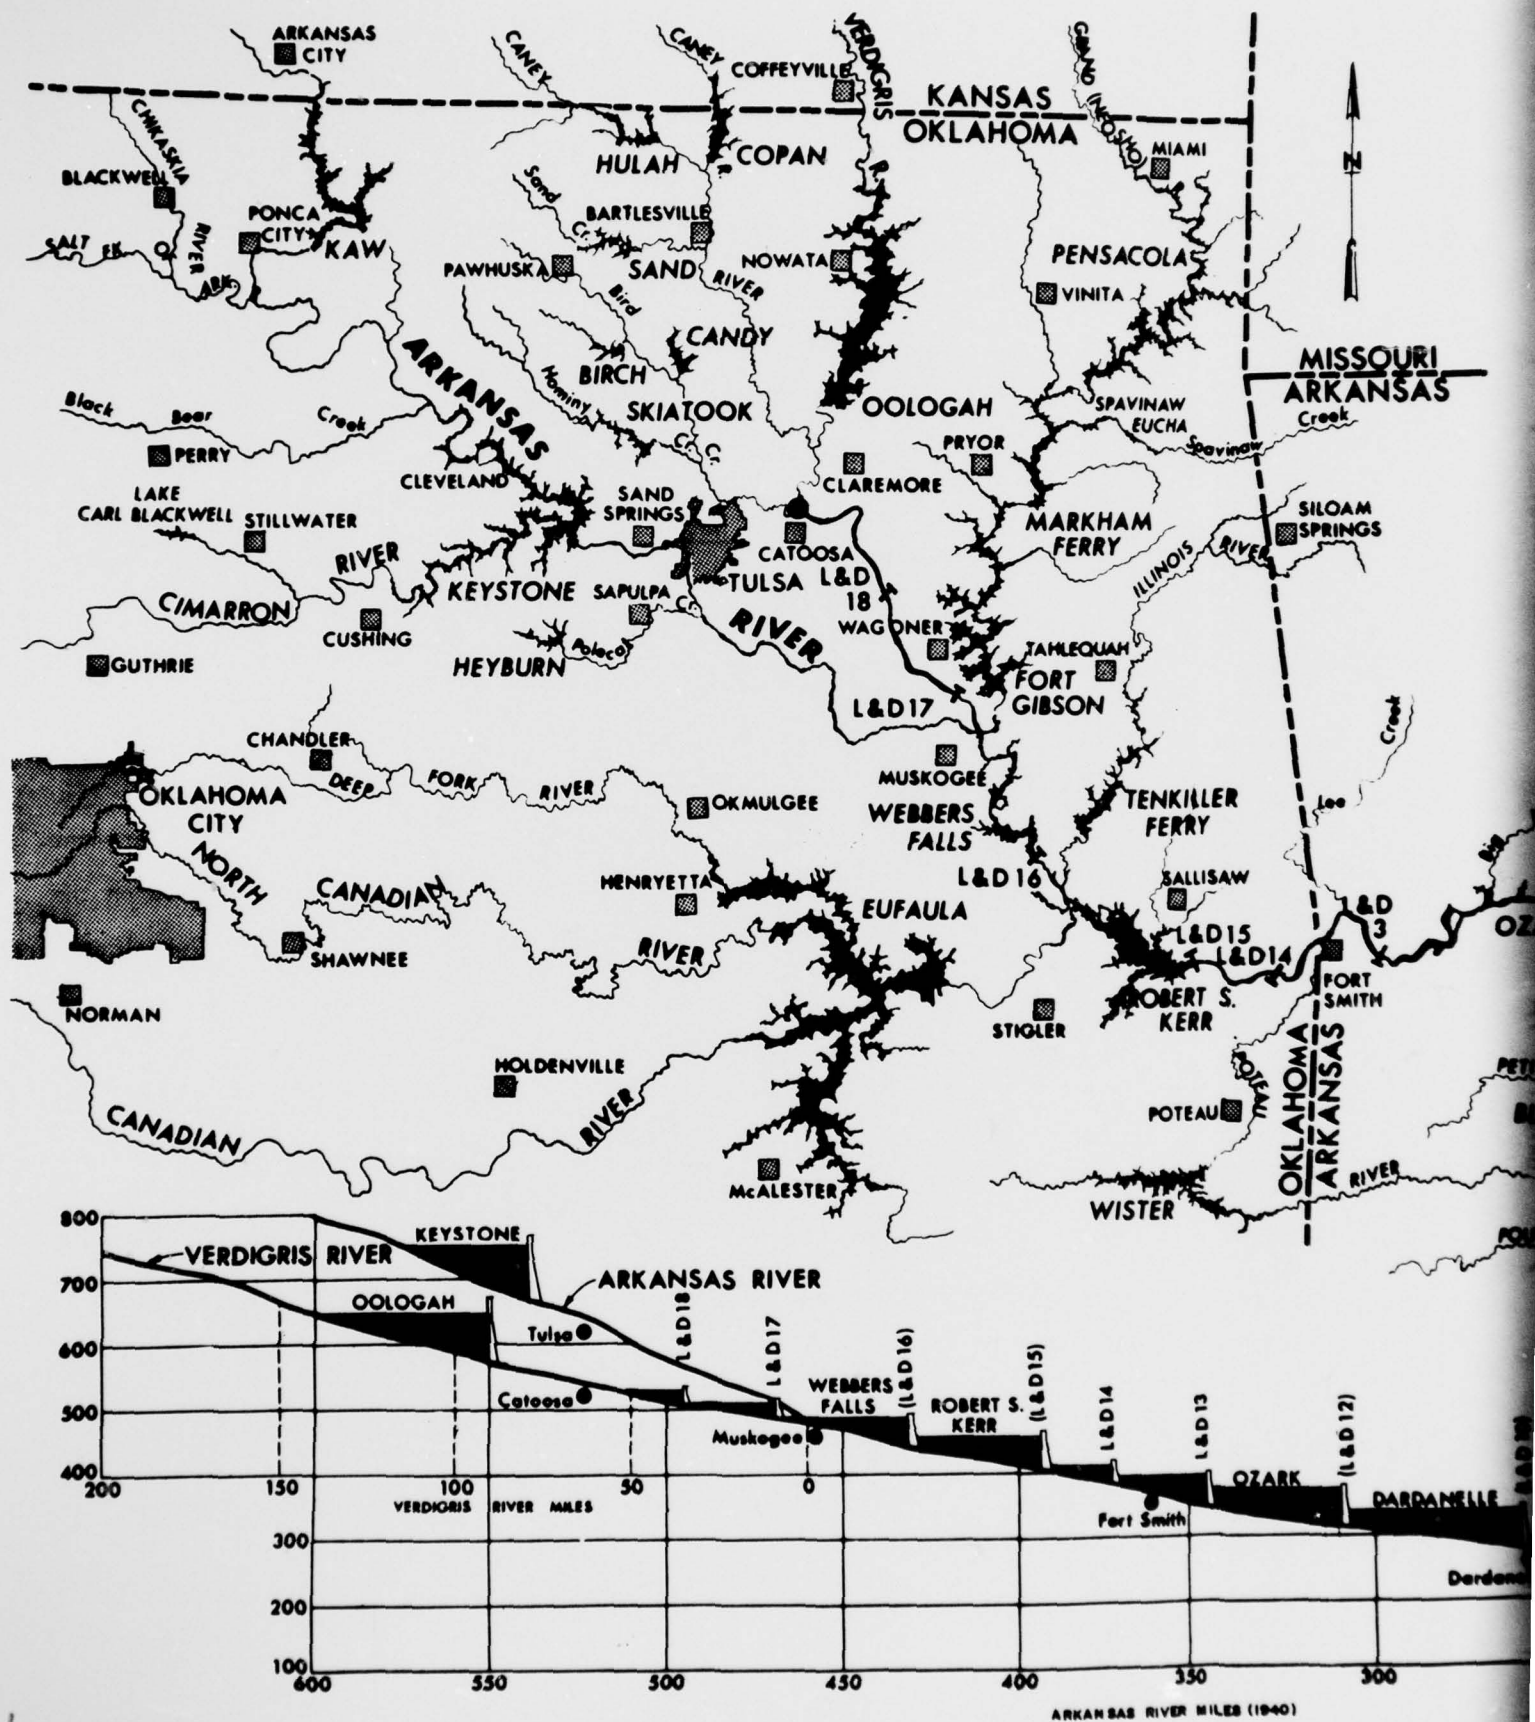 ARKANSAS
CITY
CANEY
CANEY
COFFEYVILLE
VERDIGRIS
R.
GRAND (NEOSHO)
KANSAS
OKLAHOMA
CHIKASKIA
RIVER
HULAH
COPAN
R.
MIAMI
N
BLACKWELL
PONCA
CITY
KAW
SALT FK
ARK
Sand
Cr.
BARTLESVILLE
PAWHUSKA
SAND
RIVER
NOWATA
PENSACOLA
VINITA
Bird
CANDY
ARKANSAS
BIRCH
Hominy
MISSOURI
ARKANSAS
Black
Bear
Creek
SKIATOOK
Cr.
Cr.
OOLOGAH
SPAVINAW
EUCHA
Spavinaw
Creek
PERRY
PRYOR
CLEVELAND
CLAREMORE
LAKE
CARL BLACKWELL
STILLWATER
SAND
SPRINGS
MARKHAM
FERRY
SILOAM
SPRINGS
RIVER
CATOOSA
TULSA
L&D
18
ILLINOIS
RIVER
CIMARRON
KEYSTONE
SAPULPA
Cr.
CUSHING
RIVER
WAGONER
GUTHRIE
HEYBURN
Polecat
TAHLEQUAH
FORT
GIBSON
L&D 17
Creek
CHANDLER
DEEP
FORK
RIVER
MUSKOGEE
OKLAHOMA
CITY
OKMULGEE
WEBBERS
FALLS
TENKILLER
FERRY
Lee
Big
NORTH
CANADIAN
HENRYETTA
L&D 16
SALLISAW
EUFAULA
L&D
3
SHAWNEE
RIVER
L&D15
L&D14
OZ
FORT
SMITH
NORMAN
ROBERT S.
KERR
STIGLER
OKLAHOMA
ARKANSAS
HOLDENVILLE
POTEAU
PET
CANADIAN
RIVER
POTEAU
B
McALESTER
WISTER
RIVER
FOU
800
KEYSTONE
VERDIGRIS RIVER
700
ARKANSAS RIVER
OOLOGAH
Tulsa
L&D18
L&D17
(L&D16)
(L&D15)
600
WEBBERS
FALLS
ROBERT S.
KERR
L&D14
L&D13
(L&D12)
Catoosa
500
Muskogee
400
OZARK
200
150
100
50
0
DARDANELLE
VERDIGRIS RIVER MILES
Fort Smith
300
Dardane
200
100
600
550
500
450
400
350
300
ARKANSAS RIVER MILES (1940)